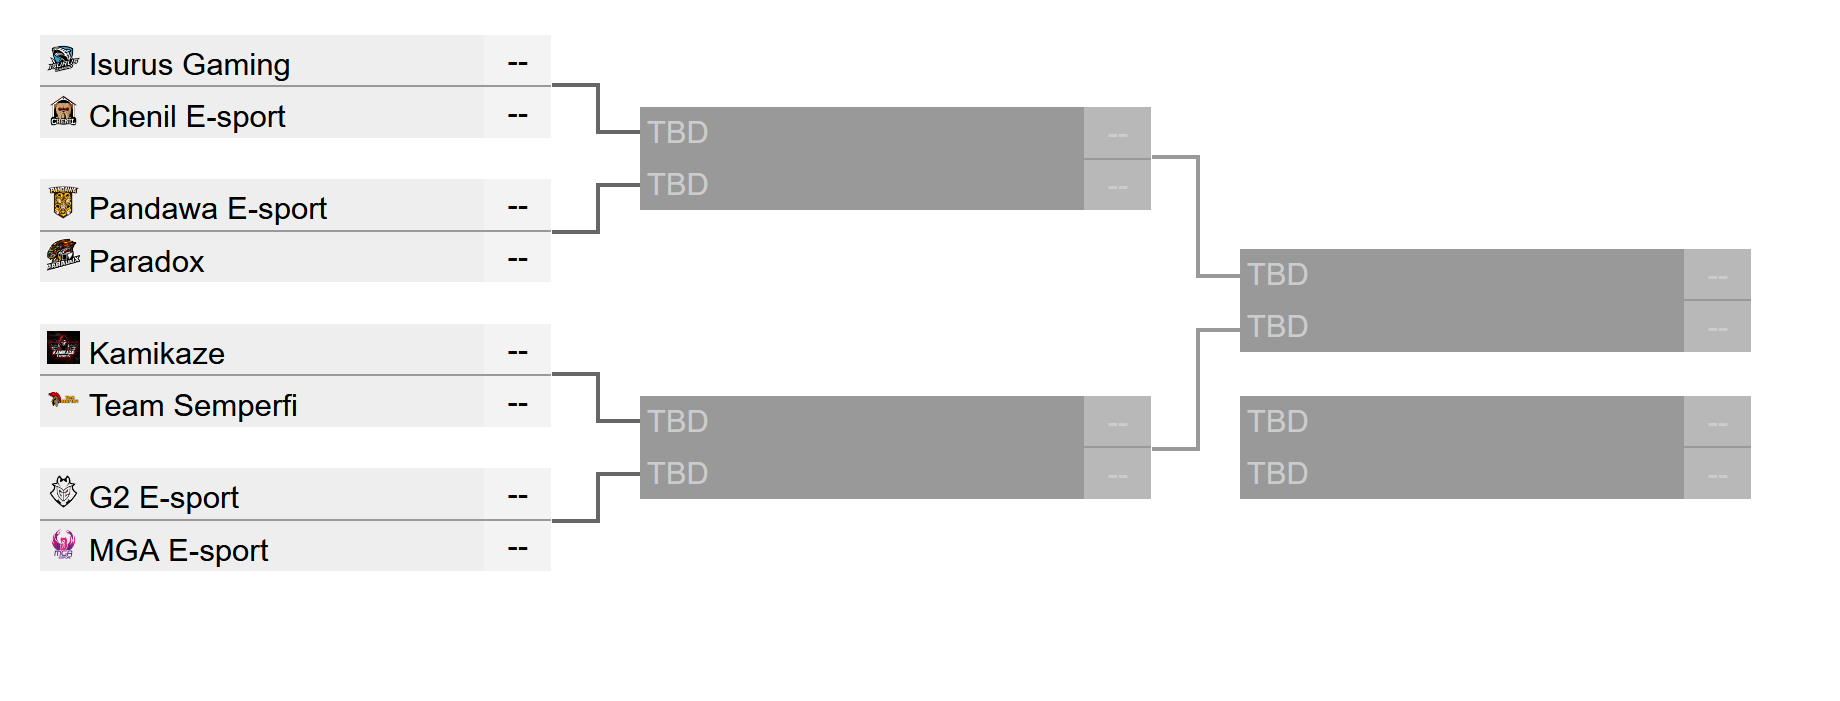 Isurus Gaming --
Chenil E-sport --
Pandawa E-sport --
Paradox --
Kamikaze --
Team Semperfi --
G2 E-sport --
MGA E-sport --
TBD --
TBD --
TBD --
TBD --
TBD --
TBD --
TBD --
TBD --